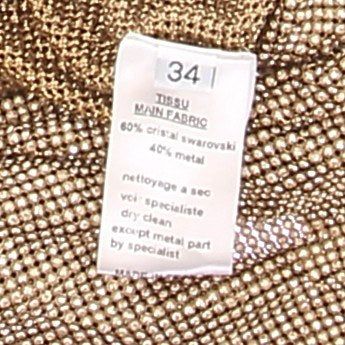 34
TISSU
MAIN FABRIC
60% cristal swarovski
40% metal
nettoyage a sec
voir specialiste
dry clean
except metal part
by specialist
MADE